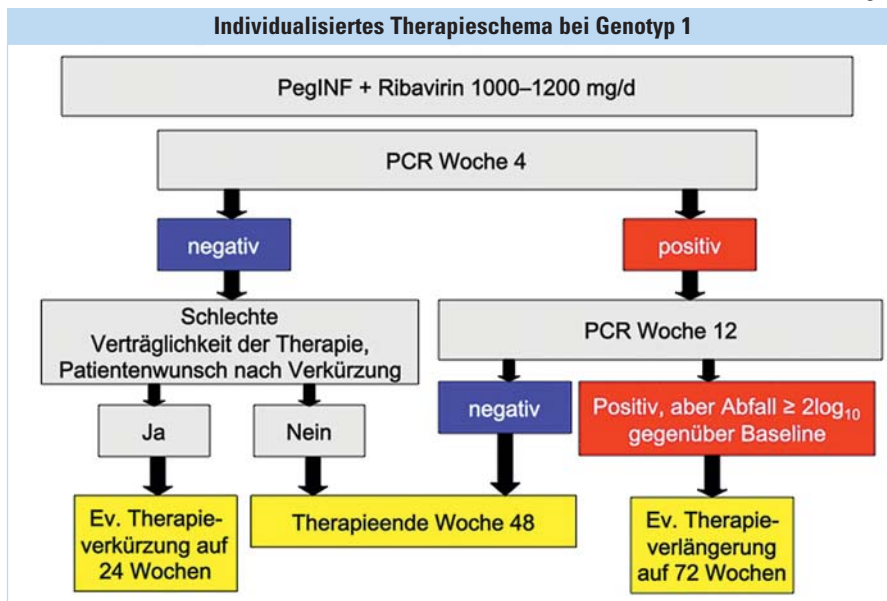 Individualisiertes Therapieschema bei Genotyp 1
PegINF + Ribavirin 1000–1200 mg/d
PCR Woche 4
negativ
positiv
Schlechte
Verträglichkeit der Therapie,
Patientenwunsch nach Verkürzung
PCR Woche 12
Ja
Nein
negativ
Positiv, aber Abfall ≥ 2log₁₀
gegenüber Baseline
Ev. Therapie-
verkürzung auf
24 Wochen
Therapieende Woche 48
Ev. Therapie-
verlängerung
auf 72 Wochen